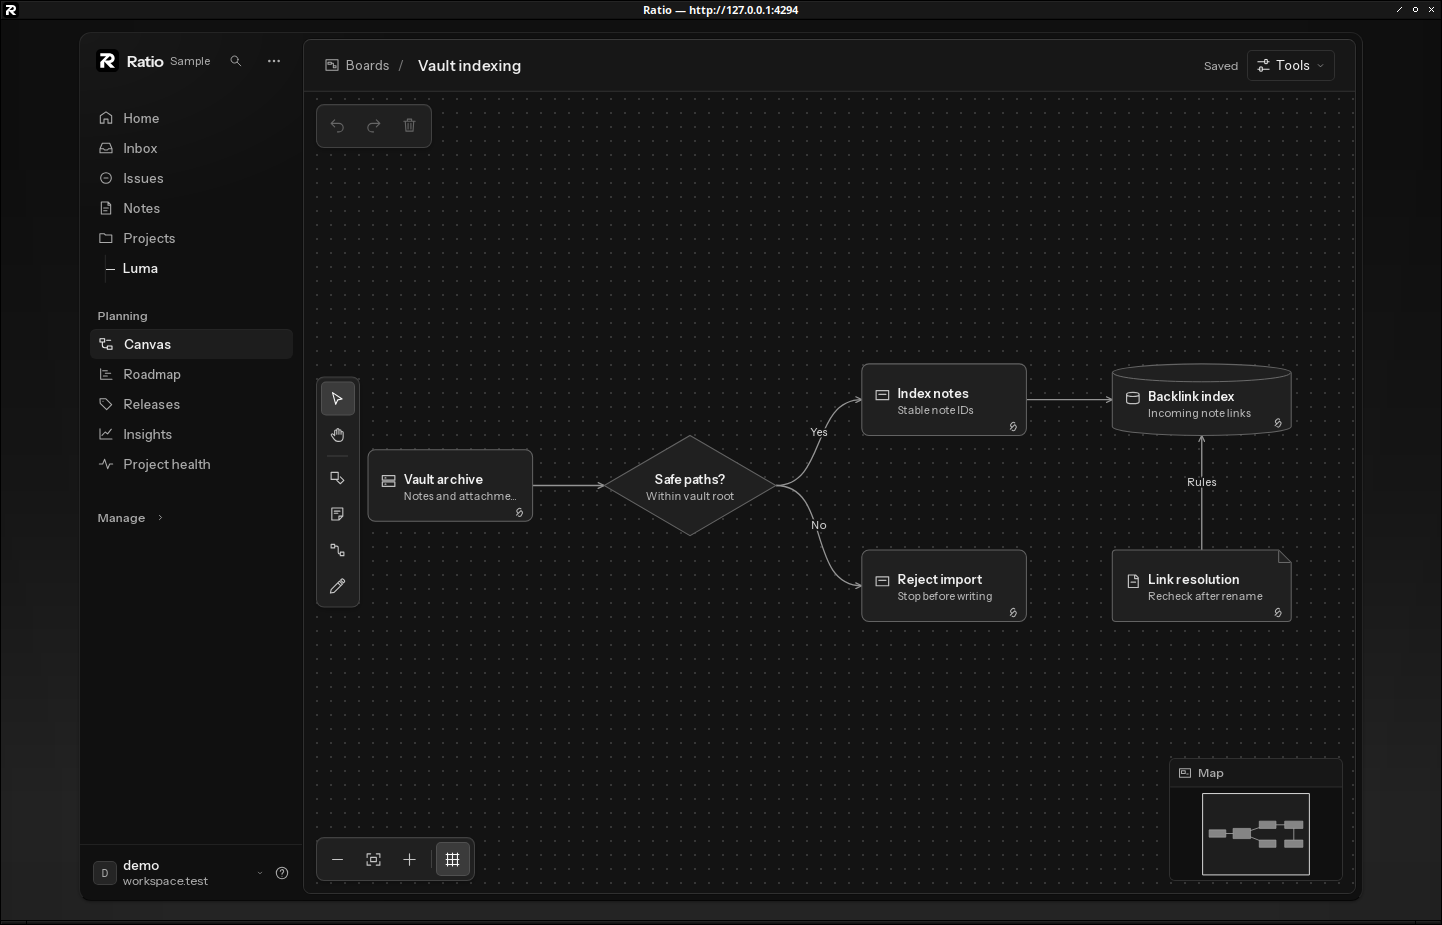 Ratio — http://127.0.0.1:4294
Ratio Sample
Boards / Vault indexing
Saved
Tools
Home
Inbox
Issues
Notes
Projects
Luma
Planning
Canvas
Roadmap
Releases
Insights
Project health
Manage
Vault archive
Notes and attachme...
Safe paths?
Within vault root
Yes
No
Index notes
Stable note IDs
Reject import
Stop before writing
Backlink index
Incoming note links
Rules
Link resolution
Recheck after rename
Map
D
demo
workspace.test